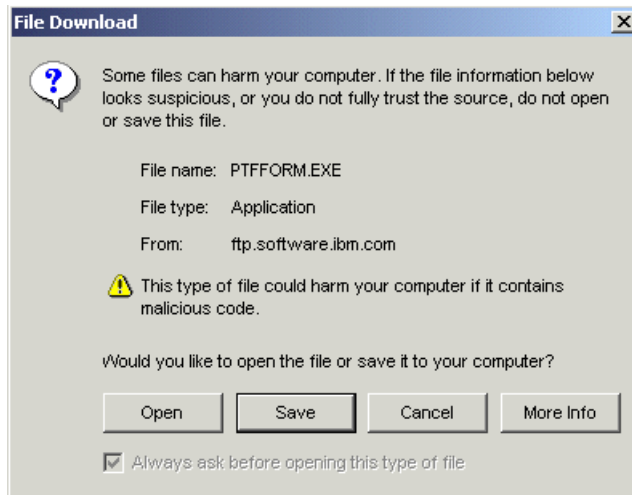 File Download
Some files can harm your computer. If the file information below
looks suspicious, or you do not fully trust the source, do not open
or save this file.
File name: PTFFORM.EXE
File type: Application
From: ftp.software.ibm.com
This type of file could harm your computer if it contains
malicious code.
Would you like to open the file or save it to your computer?
Open Save Cancel More Info
Always ask before opening this type of file